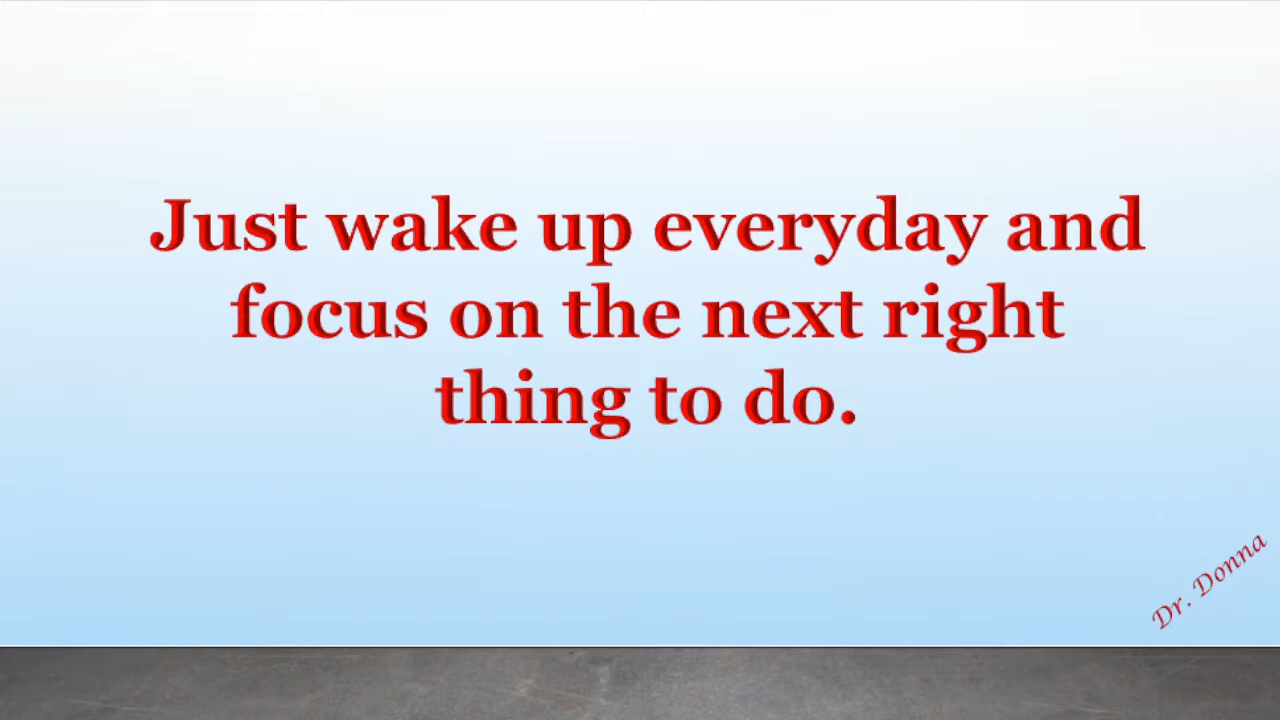 Just wake up everyday and
focus on the next right
thing to do.
Dr. Donna